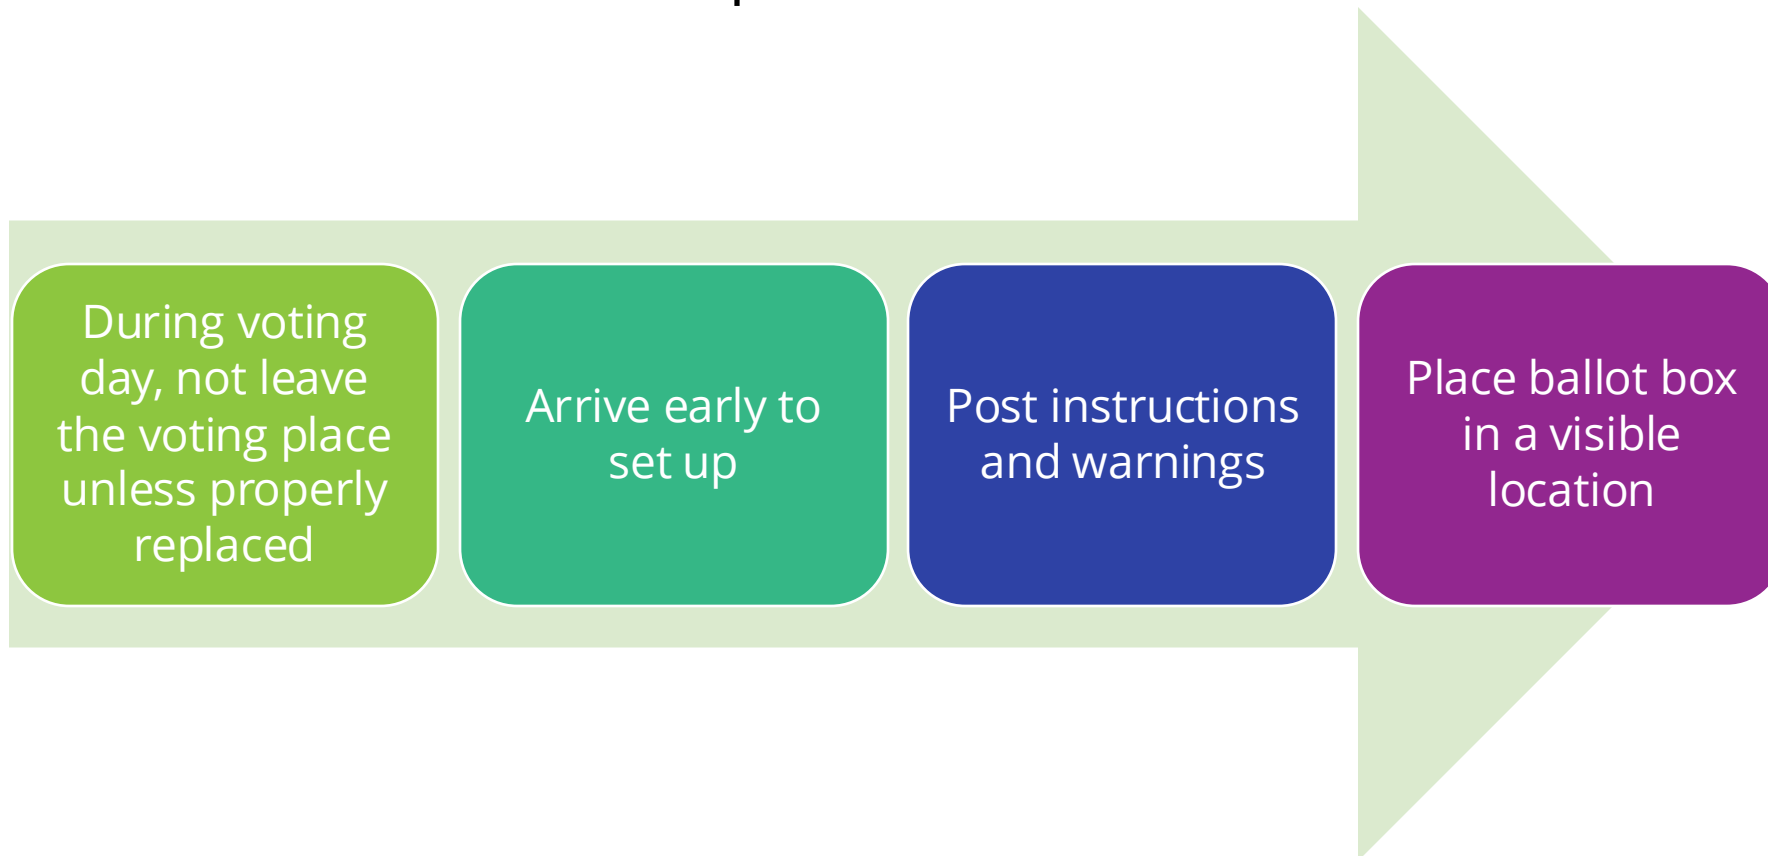 During voting
day, not leave
the voting place
unless properly
replaced
Arrive early to
set up
Post instructions
and warnings
Place ballot box
in a visible
location